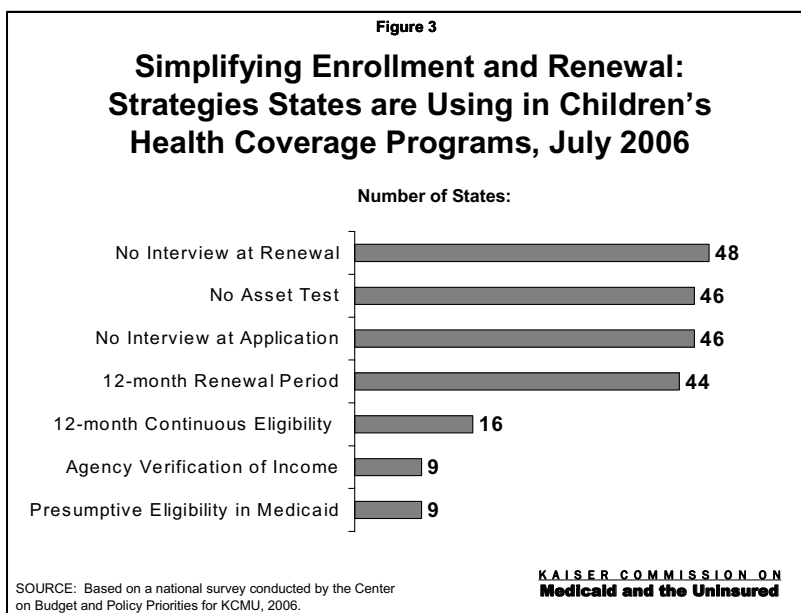 Figure 3
Simplifying Enrollment and Renewal:
Strategies States are Using in Children's
Health Coverage Programs, July 2006
Number of States:
No Interview at Renewal 48
No Asset Test 46
No Interview at Application 46
12-month Renewal Period 44
12-month Continuous Eligibility 16
Agency Verification of Income 9
Presumptive Eligibility in Medicaid 9
SOURCE: Based on a national survey conducted by the Center
on Budget and Policy Priorities for KCMU, 2006.
KAISER COMMISSION ON
Medicaid and the Uninsured